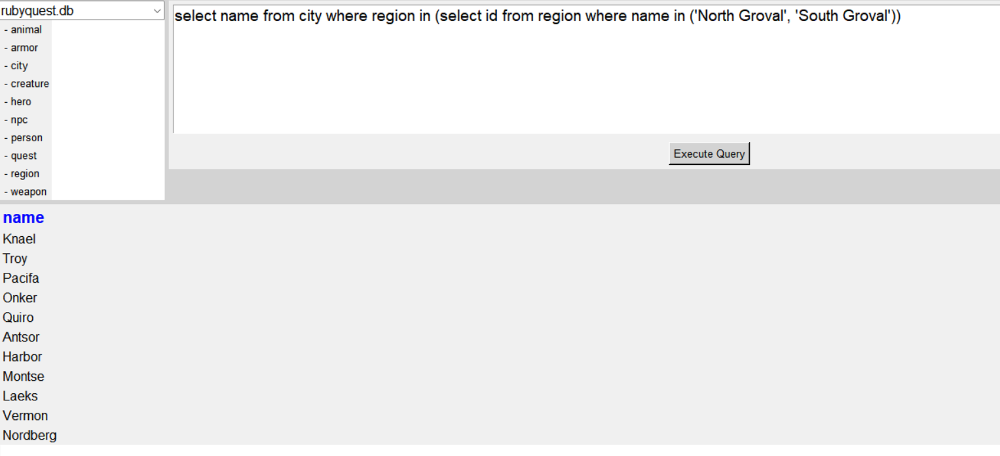 rubyquest.db
- animal
- armor
- city
- creature
- hero
- npc
- person
- quest
- region
- weapon
select name from city where region in (select id from region where name in ('North Groval', 'South Groval'))
Execute Query
name
Knael
Troy
Pacifa
Onker
Quiro
Antsor
Harbor
Montse
Laeks
Vermon
Nordberg